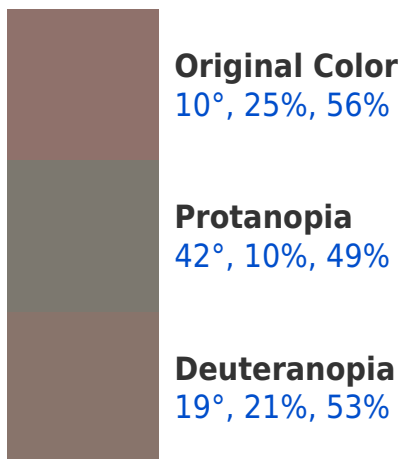 Original Color
10°, 25%, 56%
Protanopia
42°, 10%, 49%
Deuteranopia
19°, 21%, 53%